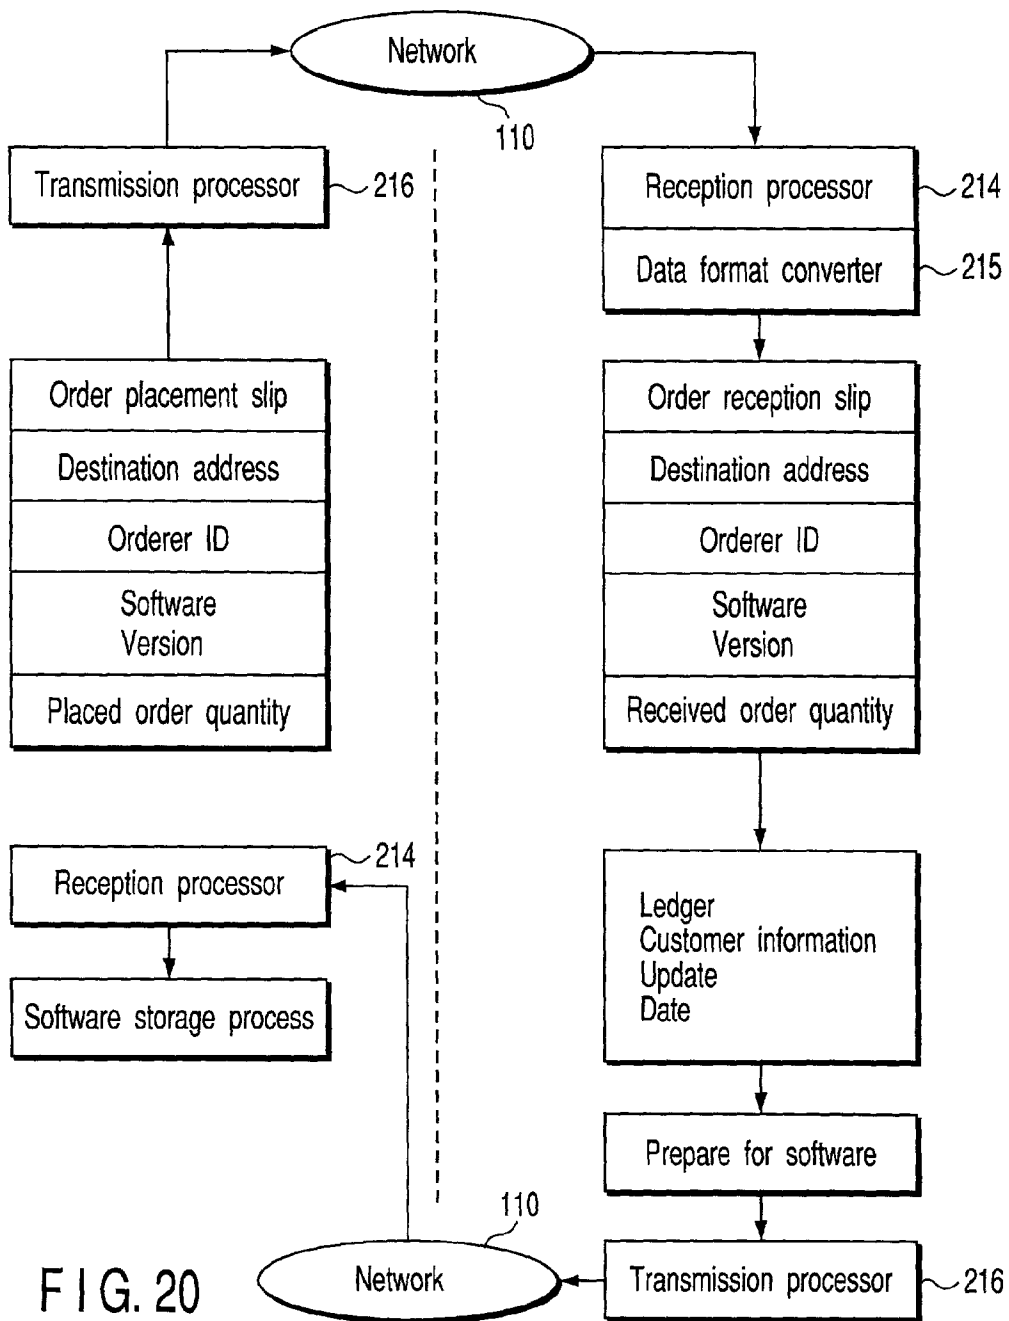 Network
110
Transmission processor
216
Reception processor
214
Data format converter
215
Order placement slip
Destination address
Orderer ID
Software
Version
Placed order quantity
Order reception slip
Destination address
Orderer ID
Software
Version
Received order quantity
Reception processor
214
Software storage process
Ledger
Customer information
Update
Date
Prepare for software
Transmission processor
216
110
Network
FIG. 20